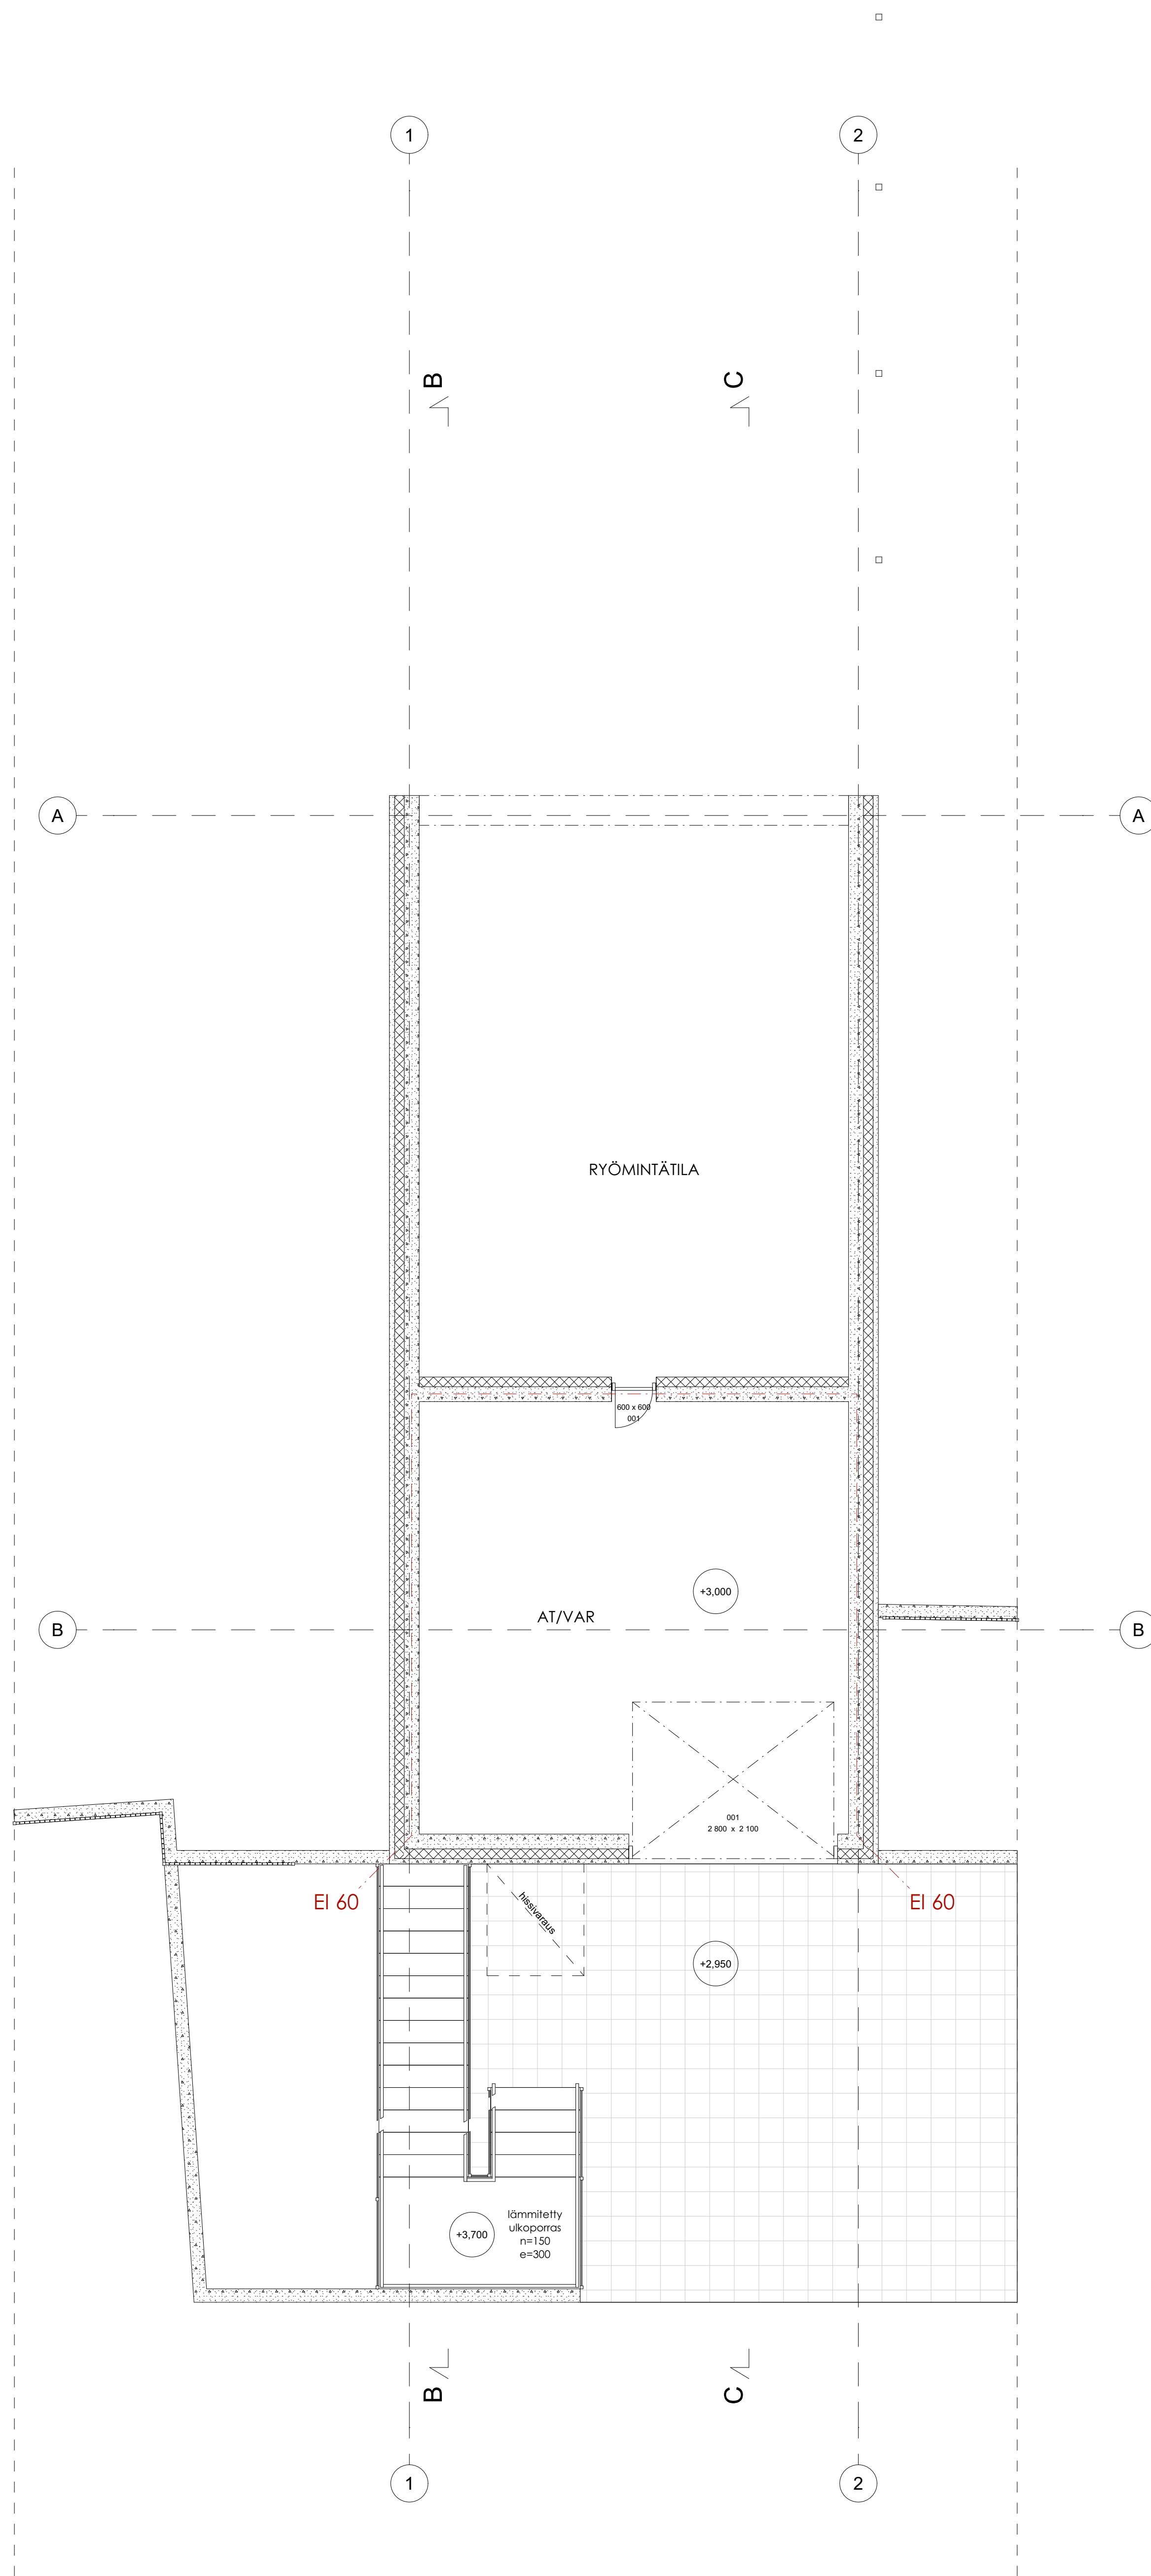 1
2
B
C
A
A
RYÖMINTÄTILA
600 x 600
001
+3,000
AT/VAR
B
B
001
2 800 x 2 100
EI 60
EI 60
hissivaraus
+2,950
+3,700
lämmitetty
ulkoporras
n=150
e=300
B
C
1
2